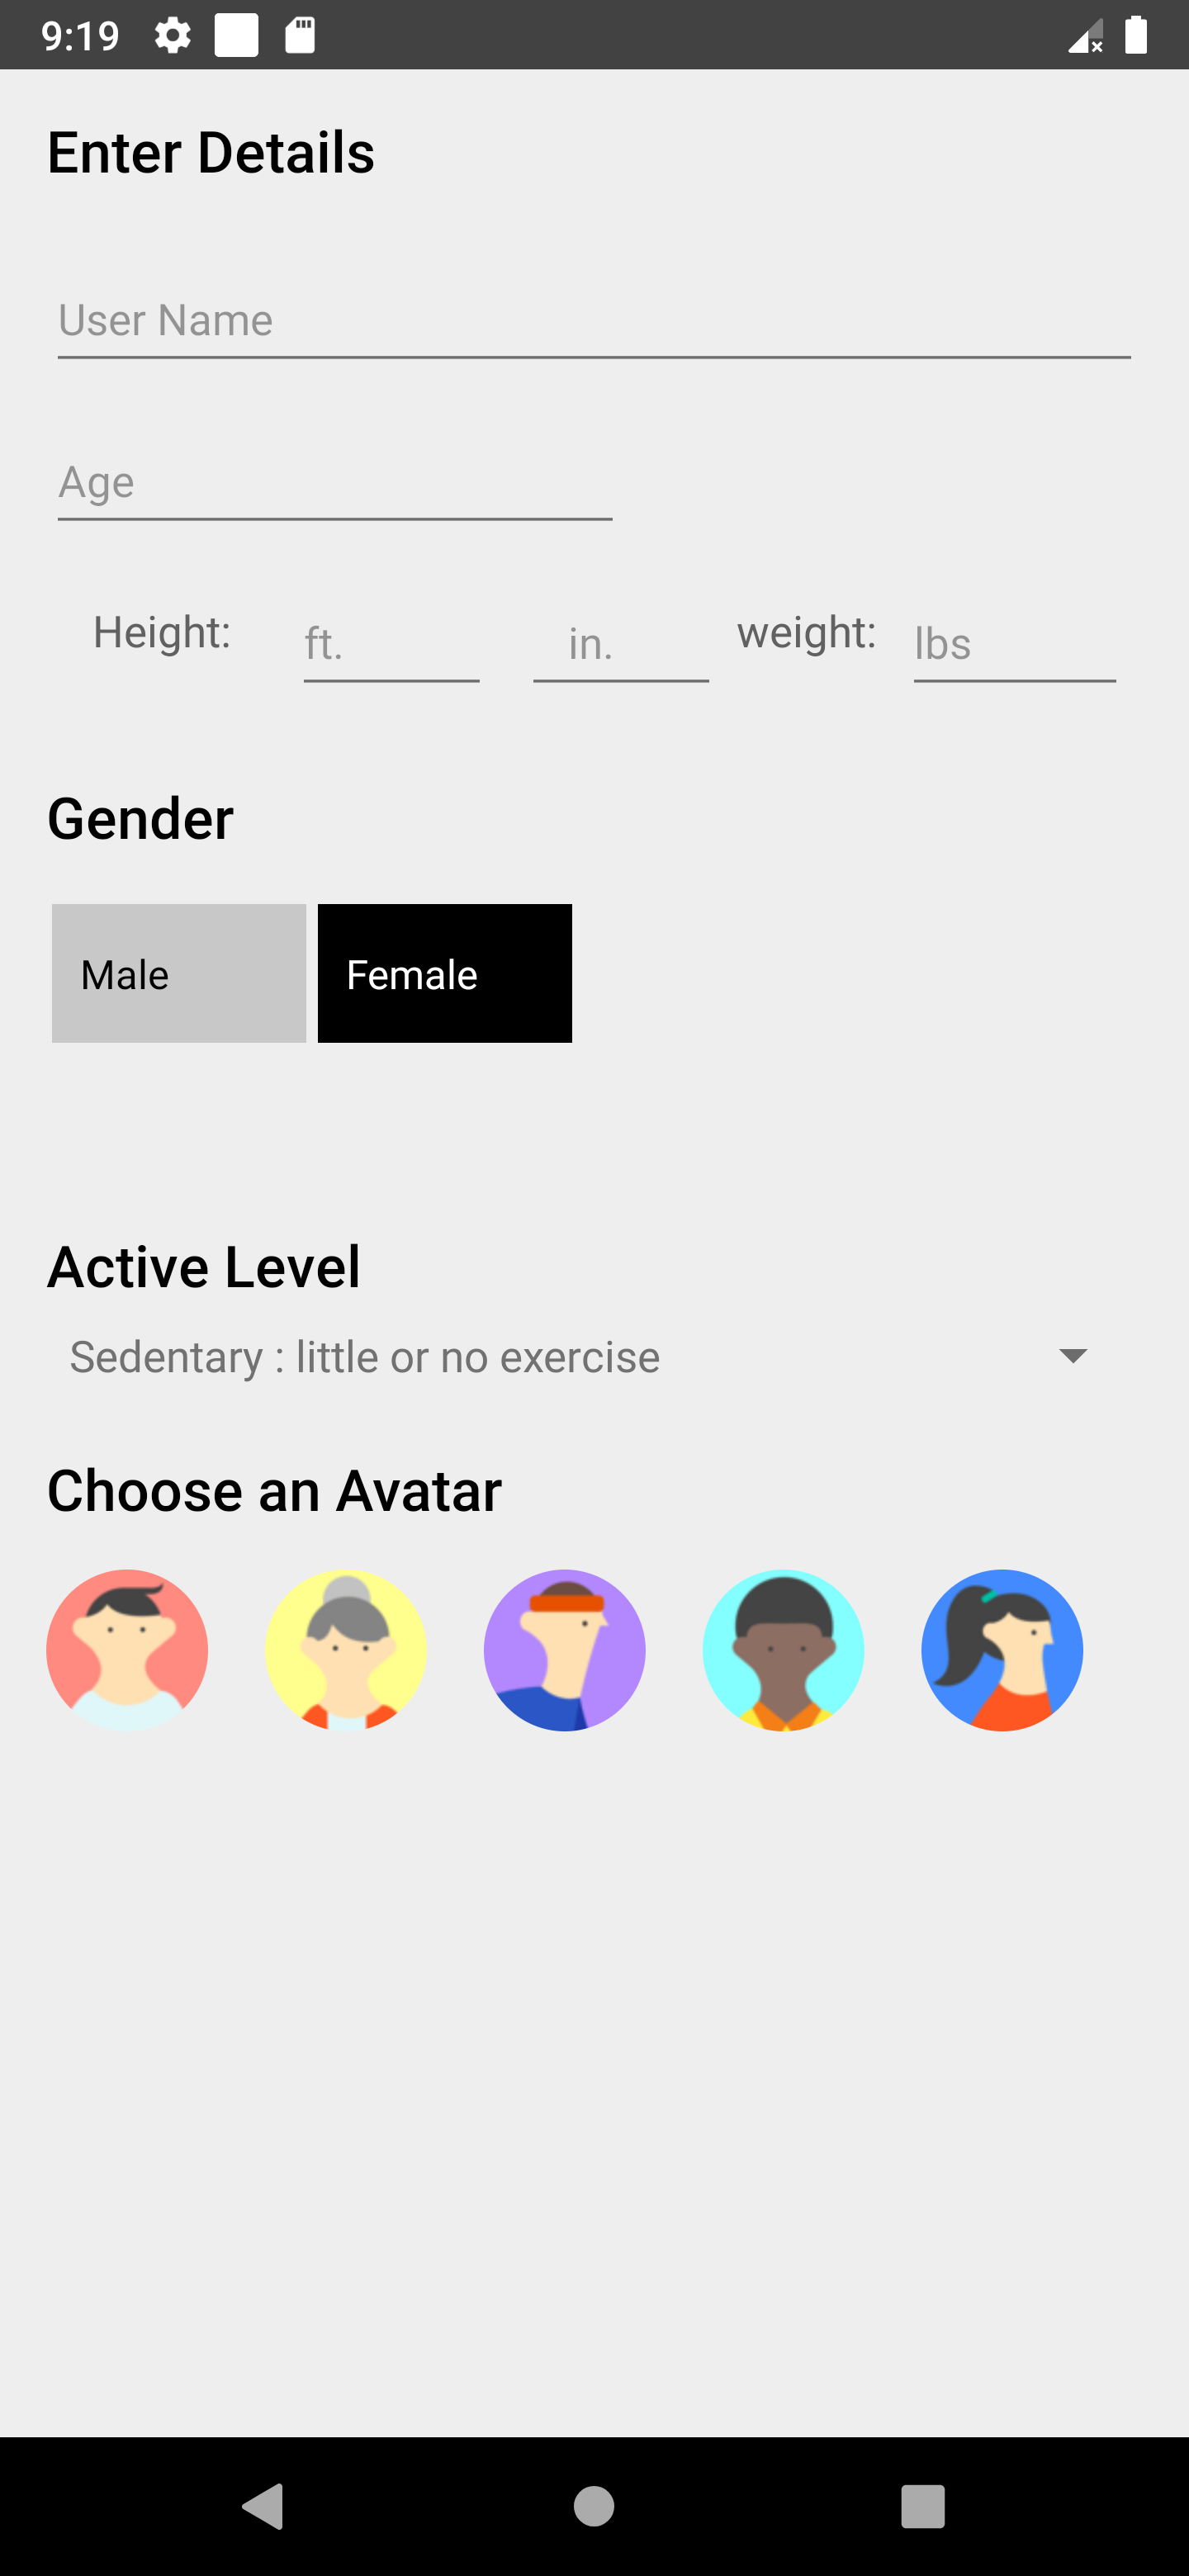 9:19
Enter Details
User Name
Age
Height: ft. in. weight: lbs
Gender
Male Female
Active Level
Sedentary : little or no exercise
Choose an Avatar